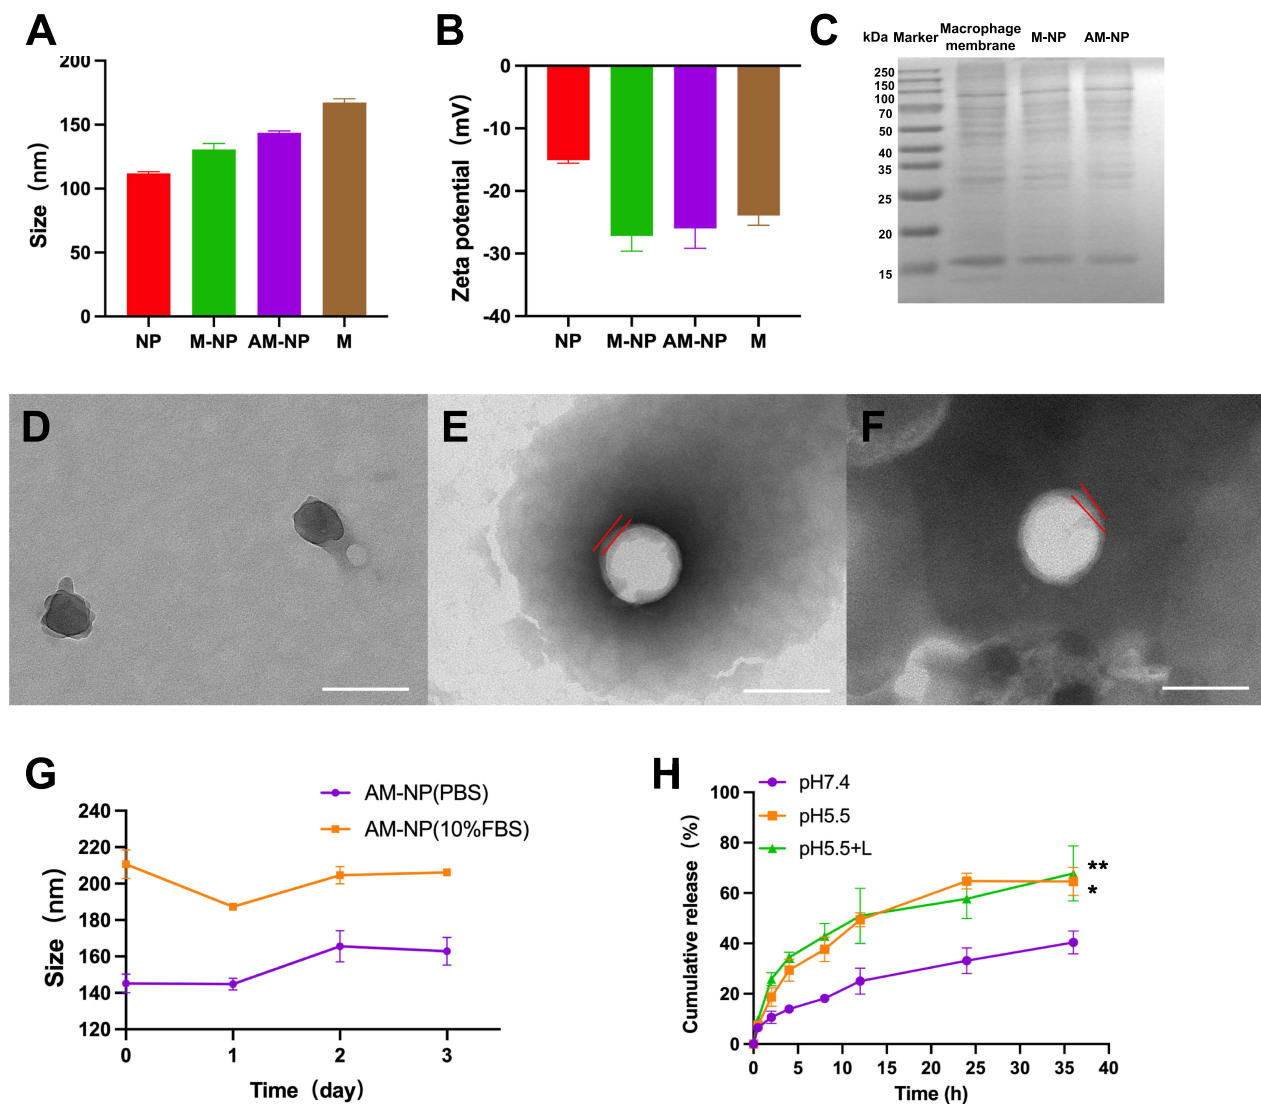 A
Size (nm)
200
150
100
50
0
NP M-NP AM-NP M
B
Zeta potential (mV)
0
-10
-20
-30
-40
NP M-NP AM-NP M
C
kDa Marker Macrophage membrane M-NP AM-NP
250
150
100
70
50
40
35
25
20
15
D
E
F
G
AM-NP(PBS)
AM-NP(10%FBS)
Size (nm)
240
220
200
180
160
140
120
0 1 2 3
Time (day)
H
pH7.4
pH5.5
pH5.5+L
Cumulative release (%)
100
80
60
40
20
0
**
*
0 5 10 15 20 25 30 35 40
Time (h)